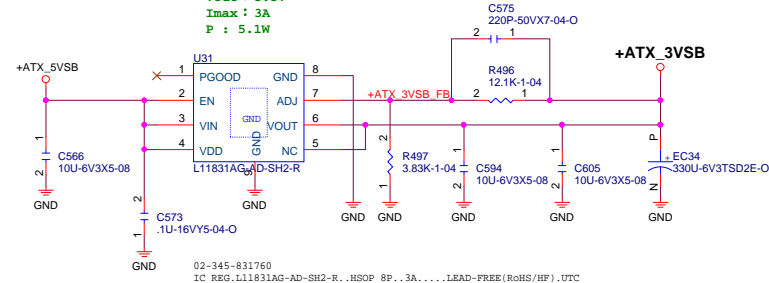 Imax : 3A
P : 5.1W
C575
220P-50VX7-04-O
2 1
+ATX_3VSB
+ATX_5VSB
U31
R496
12.1K-1-04
1 PGOOD GND 8
2 EN ADJ 7
+ATX_3VSB_FB
2 1
3 VIN GND VOUT 6
4 VDD GND NC 5
9
L11831AG-AD-SH2-R
1
C566
10U-6V3X5-08
2
GND
2
C573
.1U-16VY5-04-O
1
GND
GND
GND
2
R497
3.83K-1-04
1
GND
1
C594
10U-6V3X5-08
2
GND
1
C605
10U-6V3X5-08
2
GND
P
+
EC34
330U-6V3TSD2E-O
N
GND
02-345-831760
IC REG.L11831AG-AD-SH2-R..HSOP 8P..3A.....LEAD-FREE(RoHS/HF).UTC